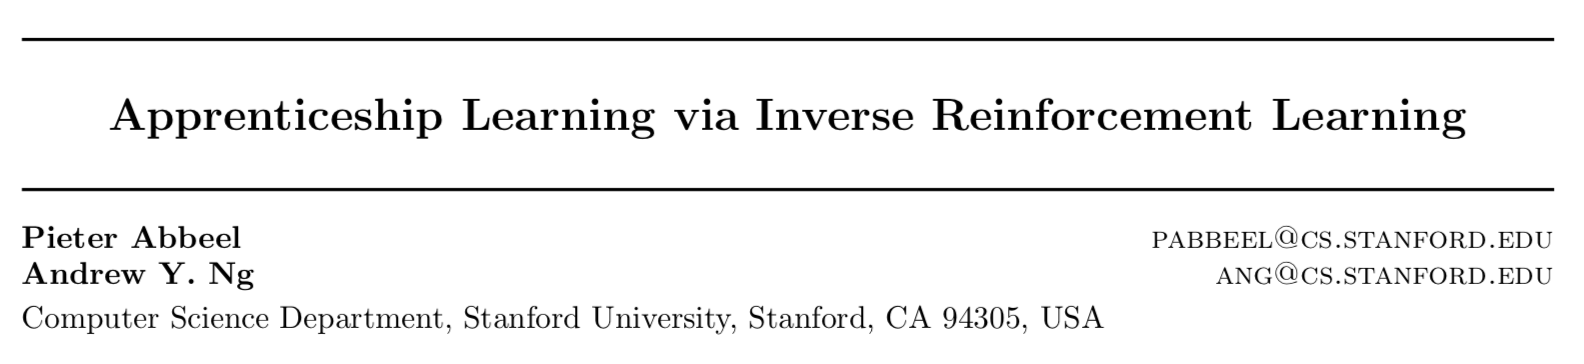 Apprenticeship Learning via Inverse Reinforcement Learning
Pieter Abbeel PABBEEL@CS.STANFORD.EDU
Andrew Y. Ng ANG@CS.STANFORD.EDU
Computer Science Department, Stanford University, Stanford, CA 94305, USA